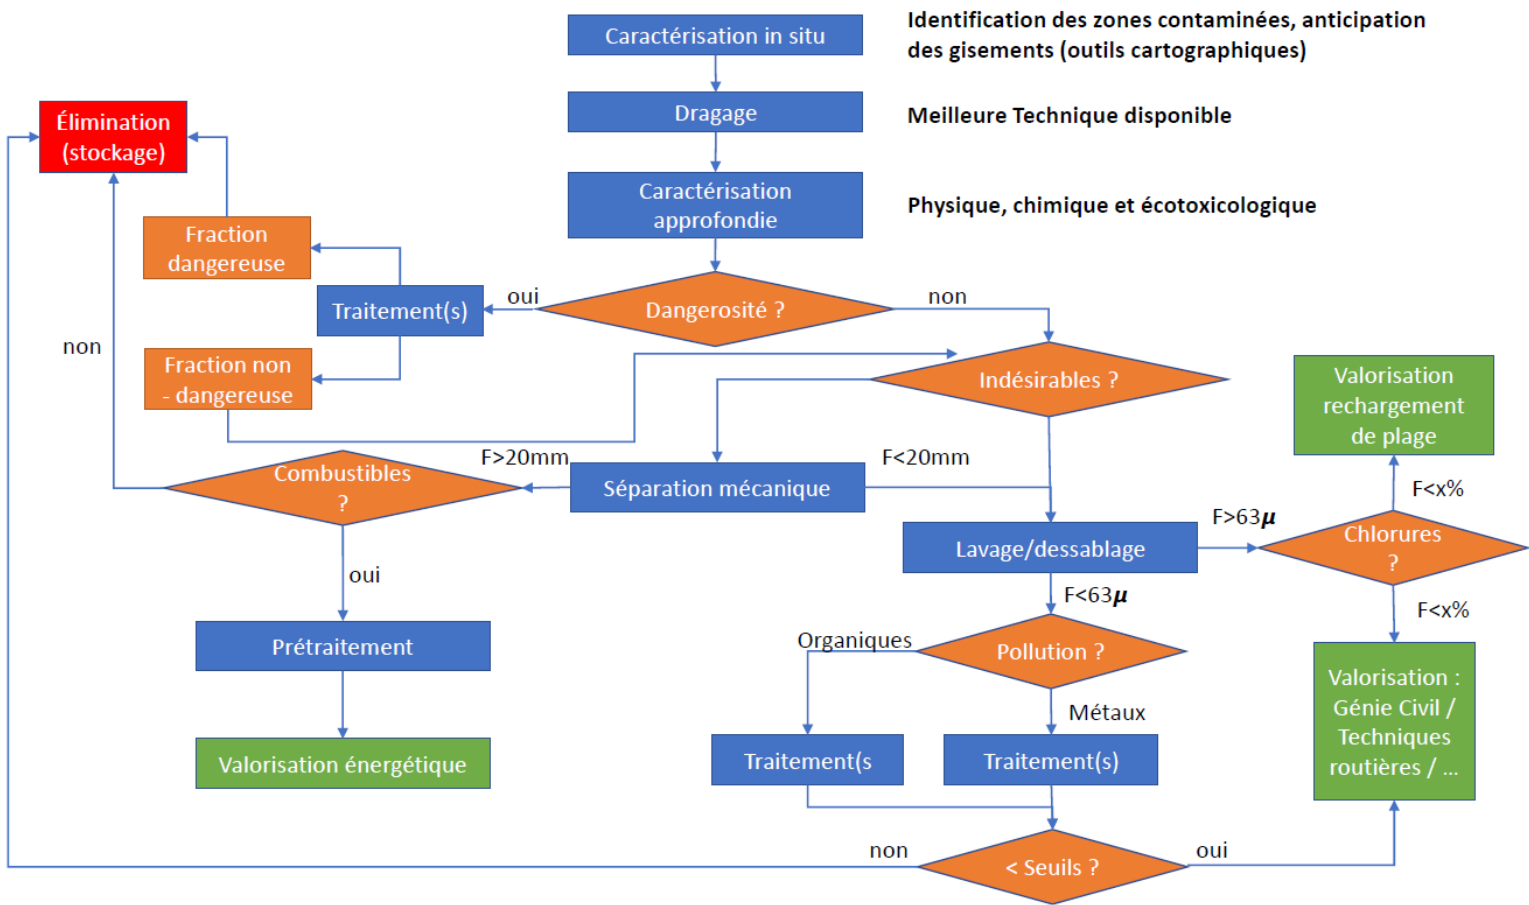 Caractérisation in situ
Identification des zones contaminées, anticipation
des gisements (outils cartographiques)
Dragage
Meilleure Technique disponible
Élimination
(stockage)
Caractérisation
approfondie
Physique, chimique et écotoxicologique
Fraction
dangereuse
Traitement(s)
oui
Dangerosité ?
non
non
Fraction non
- dangereuse
Indésirables ?
Valorisation
rechargement
de plage
Combustibles
?
F>20mm
Séparation mécanique
F<20mm
F<x%
Lavage/dessablage
F>63μ
Chlorures
?
oui
F<63μ
F<x%
Prétraitement
Organiques
Pollution ?
Métaux
Valorisation :
Génie Civil /
Techniques
routières / ...
Valorisation énergétique
Traitement(s
Traitement(s)
non
< Seuils ?
oui